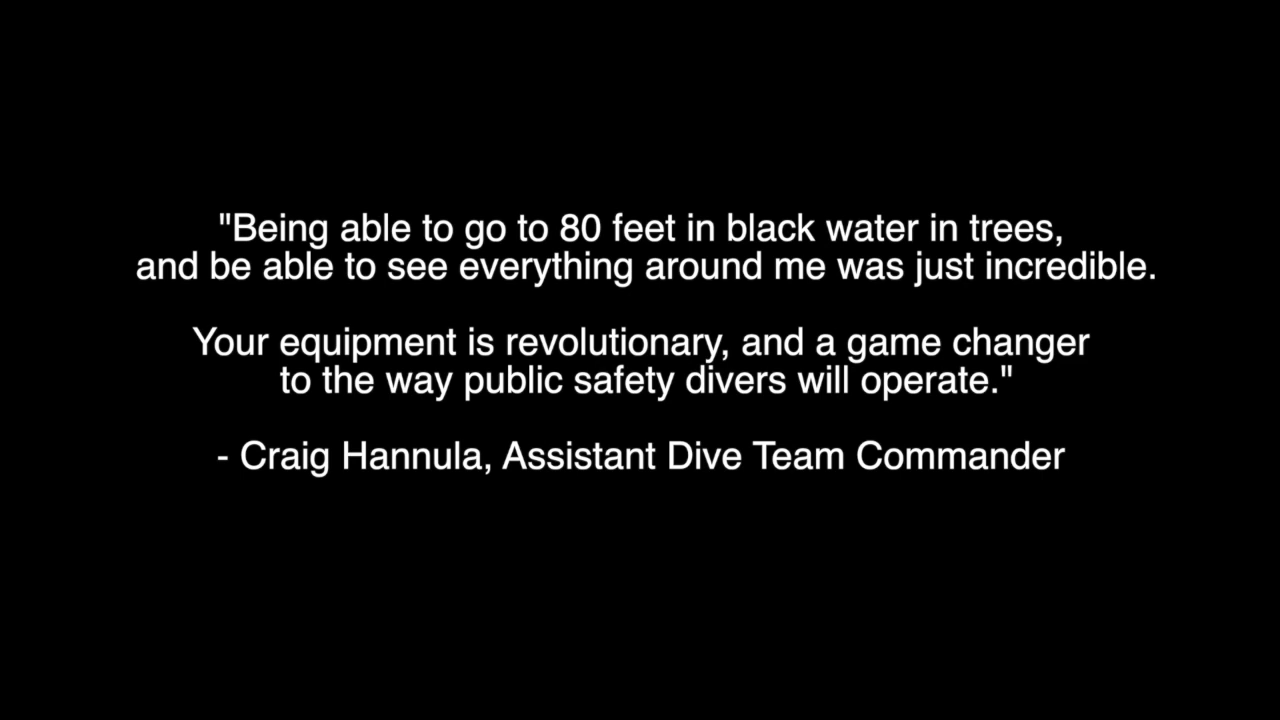 "Being able to go to 80 feet in black water in trees,
and be able to see everything around me was just incredible.
Your equipment is revolutionary, and a game changer
to the way public safety divers will operate."
- Craig Hannula, Assistant Dive Team Commander